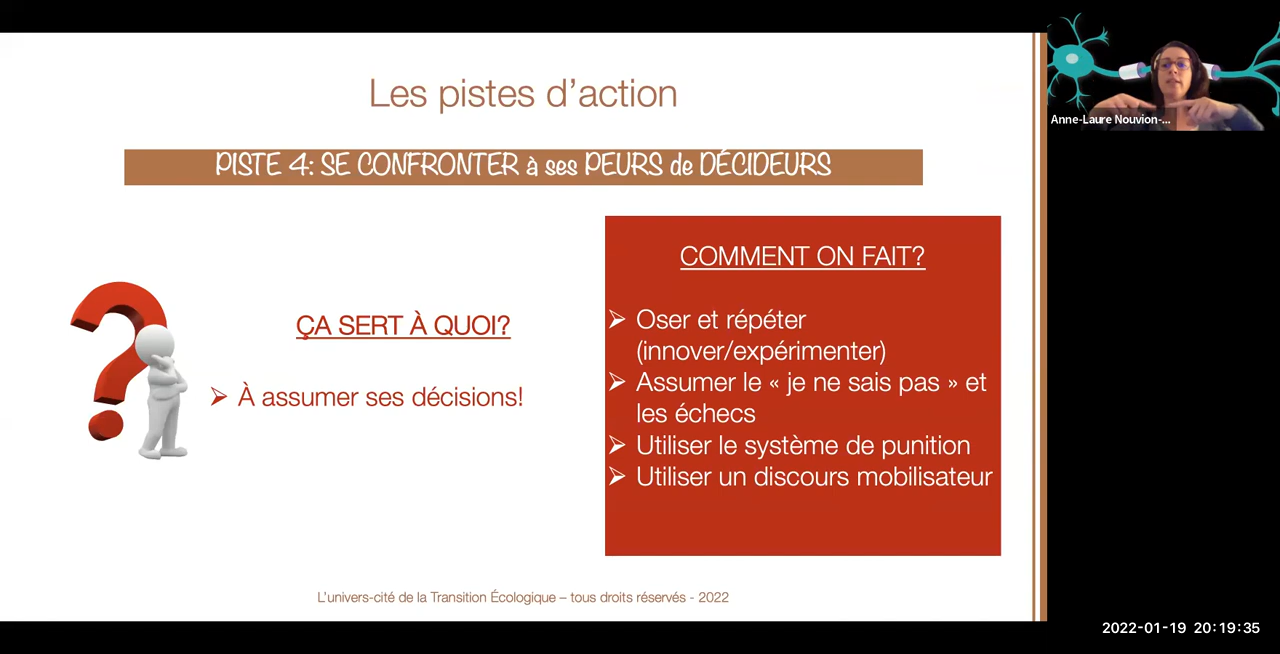 Les pistes d’action
PISTE 4: SE CONFRONTER à ses PEURS de DÉCIDEURS
ÇA SERT À QUOI?
À assumer ses décisions!
COMMENT ON FAIT?
Oser et répéter
(innover/expérimenter)
Assumer le « je ne sais pas » et
les échecs
Utiliser le système de punition
Utiliser un discours mobilisateur
L'univers-cité de la Transition Écologique – tous droits réservés - 2022
Anne-Laure Nouvion-...
2022-01-19 20:19:35